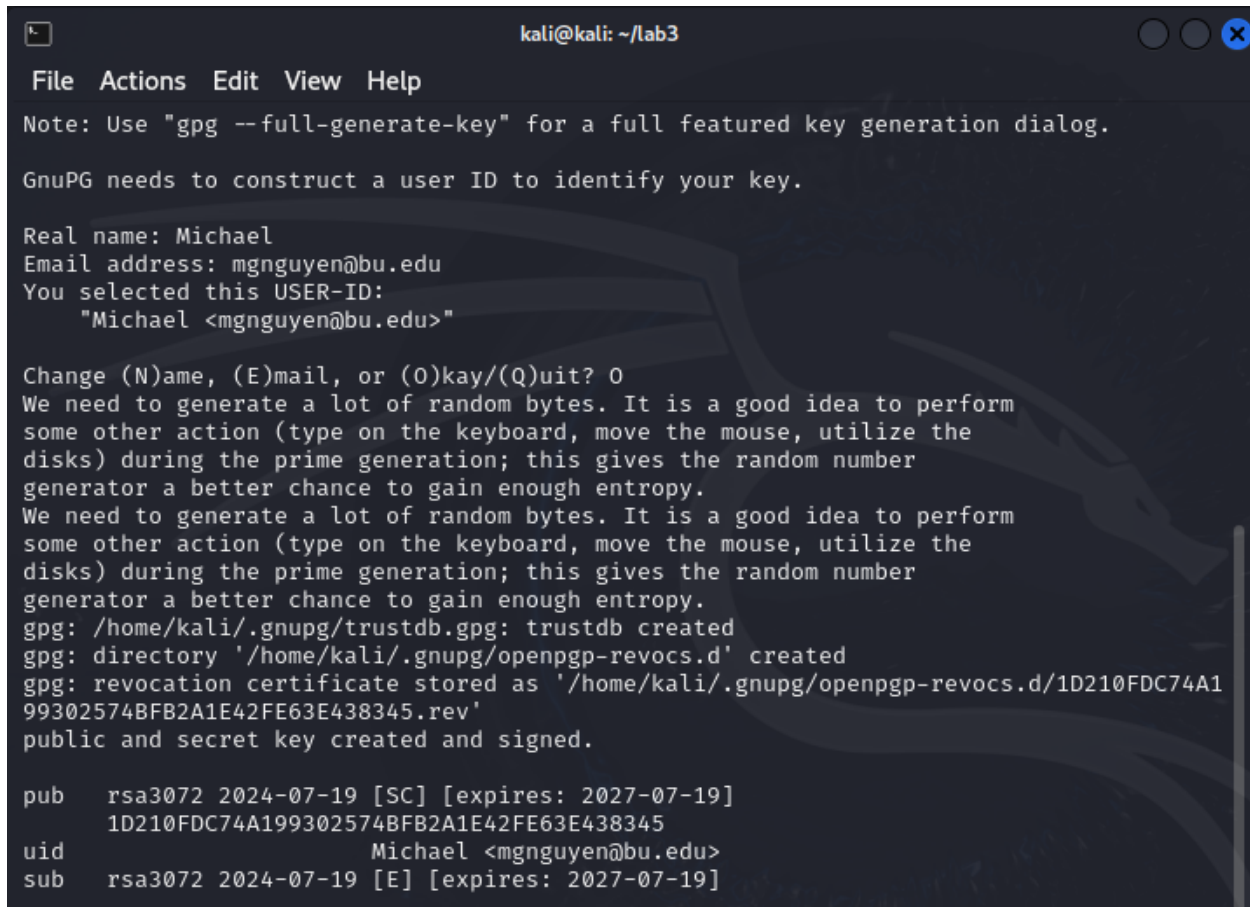 kali@kali: ~/lab3
File Actions Edit View Help
Note: Use "gpg --full-generate-key" for a full featured key generation dialog.
GnuPG needs to construct a user ID to identify your key.
Real name: Michael
Email address: mgnguyen@bu.edu
You selected this USER-ID:
"Michael <mgnguyen@bu.edu>"
Change (N)ame, (E)mail, or (O)kay/(Q)uit? O
We need to generate a lot of random bytes. It is a good idea to perform
some other action (type on the keyboard, move the mouse, utilize the
disks) during the prime generation; this gives the random number
generator a better chance to gain enough entropy.
We need to generate a lot of random bytes. It is a good idea to perform
some other action (type on the keyboard, move the mouse, utilize the
disks) during the prime generation; this gives the random number
generator a better chance to gain enough entropy.
gpg: /home/kali/.gnupg/trustdb.gpg: trustdb created
gpg: directory '/home/kali/.gnupg/openpgp-revocs.d' created
gpg: revocation certificate stored as '/home/kali/.gnupg/openpgp-revocs.d/1D210FDC74A1
99302574BFB2A1E42FE63E438345.rev'
public and secret key created and signed.
pub rsa3072 2024-07-19 [SC] [expires: 2027-07-19]
1D210FDC74A199302574BFB2A1E42FE63E438345
uid Michael <mgnguyen@bu.edu>
sub rsa3072 2024-07-19 [E] [expires: 2027-07-19]